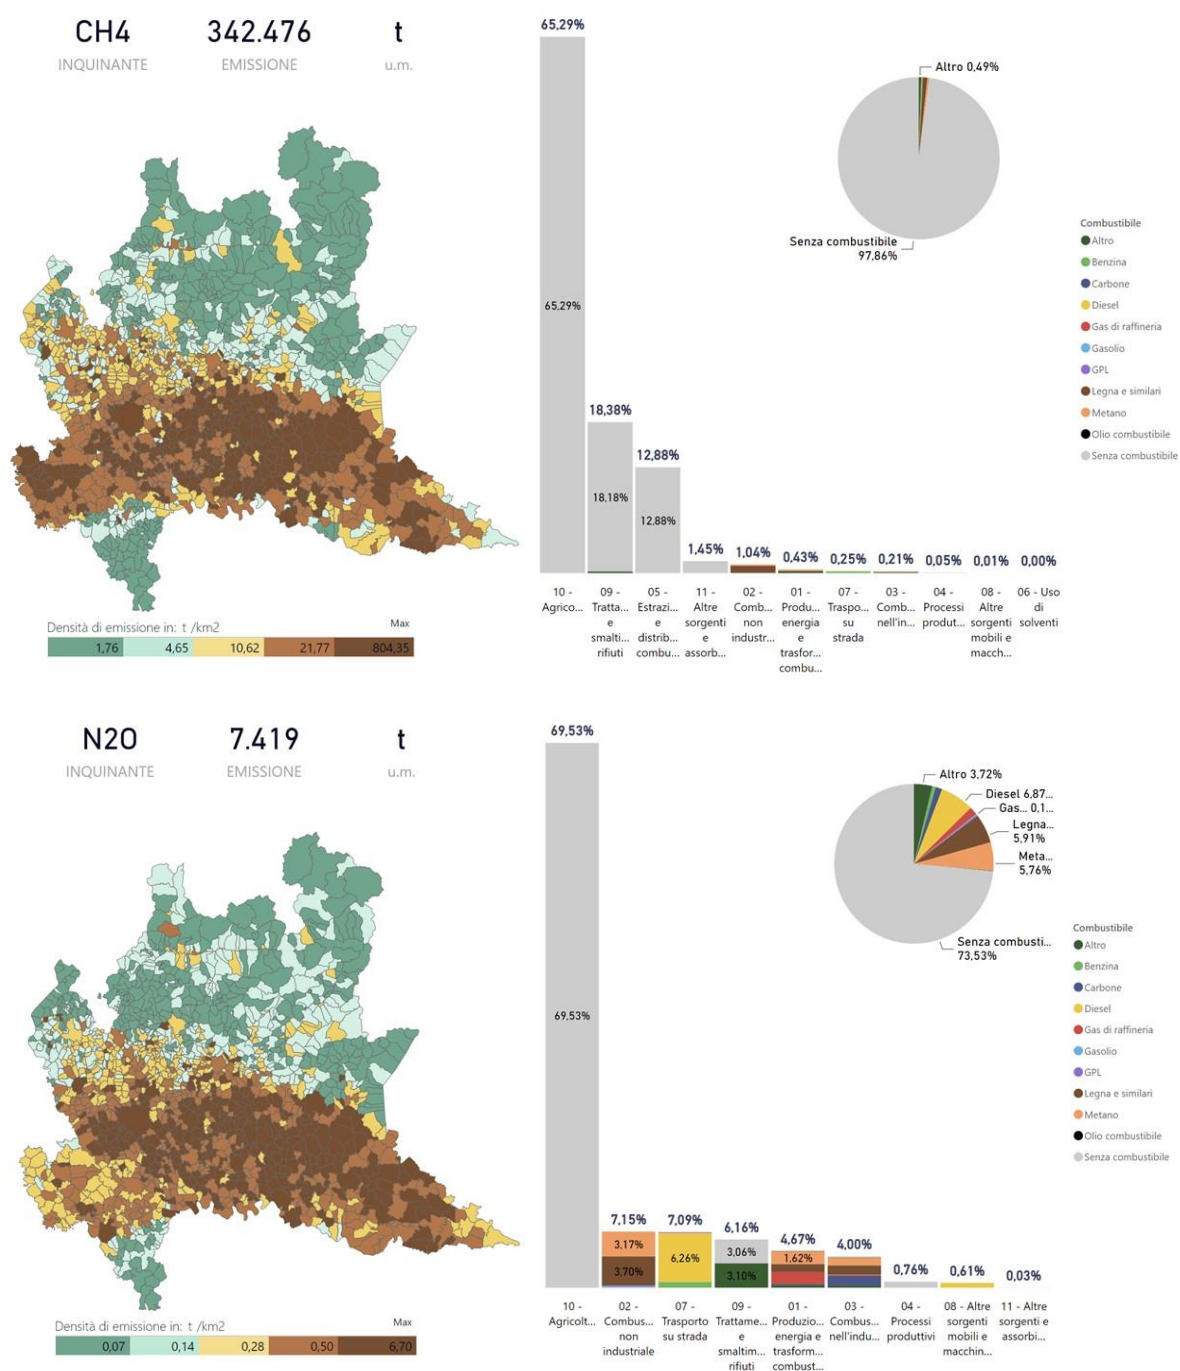 CH4 342.476 t
INQUINANTE EMISSIONE u.m.
65,29%
Altro 0,49%
Senza combustibile
97,86%
Combustibile
Altro
Benzina
Carbone
Diesel
Gas di raffineria
Gasolio
GPL
Legna e similari
Metano
Olio combustibile
Senza combustibile
65,29%
18,38%
12,88%
18,18%
12,88%
1,45%
1,04%
0,43%
0,25%
0,21%
0,05%
0,01%
0,00%
10 -
Agrico...
09 -
Tratta...
e
smalti...
rifiuti
05 -
Estrazi...
e
distrib...
combu...
11 -
Altre
sorgenti
e
assorb...
02 -
Comb...
non
industr...
01 -
Produ...
energia
e
trasfor...
combu...
07 -
Traspo...
su
strada
03 -
Comb...
nell'in...
04 -
Processi
produt...
08 -
Altre
sorgenti
mobili e
macch...
06 - Uso
di
solventi
Densità di emissione in: t /km2 Max
1,76 4,65 10,62 21,77 804,35
N2O 7.419 t
INQUINANTE EMISSIONE u.m.
69,53%
Altro 3,72%
Diesel 6,87...
Gas... 0,1...
Legna...
5,91%
Meta...
5,76%
Senza combusti...
73,53%
Combustibile
Altro
Benzina
Carbone
Diesel
Gas di raffineria
Gasolio
GPL
Legna e similari
Metano
Olio combustibile
Senza combustibile
69,53%
7,15%
3,17%
3,70%
7,09%
6,26%
6,16%
3,06%
3,10%
4,67%
1,62%
4,00%
0,76%
0,61%
0,03%
10 -
Agricolt...
02 -
Combus...
non
industriale
07 -
Trasporto
su strada
09 -
Trattame...
e
smaltim...
rifiuti
01 -
Produzio...
energia e
trasform...
combust...
03 -
Combus...
nell'indu...
04 -
Processi
produttivi
08 - Altre
sorgenti
mobili e
macchin...
11 - Altre
sorgenti e
assorbi...
Densità di emissione in: t /km2 Max
0,07 0,14 0,28 0,50 6,70